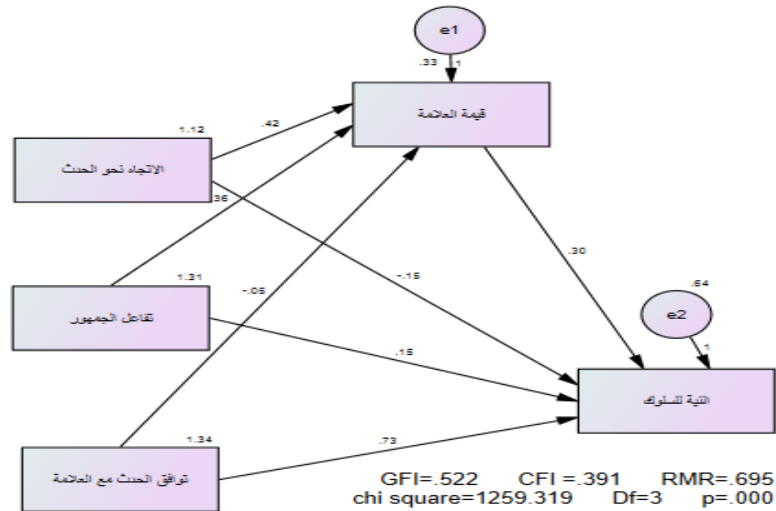 e1
.33 1
1.12
.42
قيمة العلامة
الاتجاه نحو الحدث
.36
-.15
1.31
-.05
.30
.64
تفاعل الجمهور
e2
.15
1
1.34
.73
النية للسلوك
توافق الحدث مع العلامة
GFI=.522 CFI =.391 RMR=.695
chi square=1259.319 Df=3 p=.000